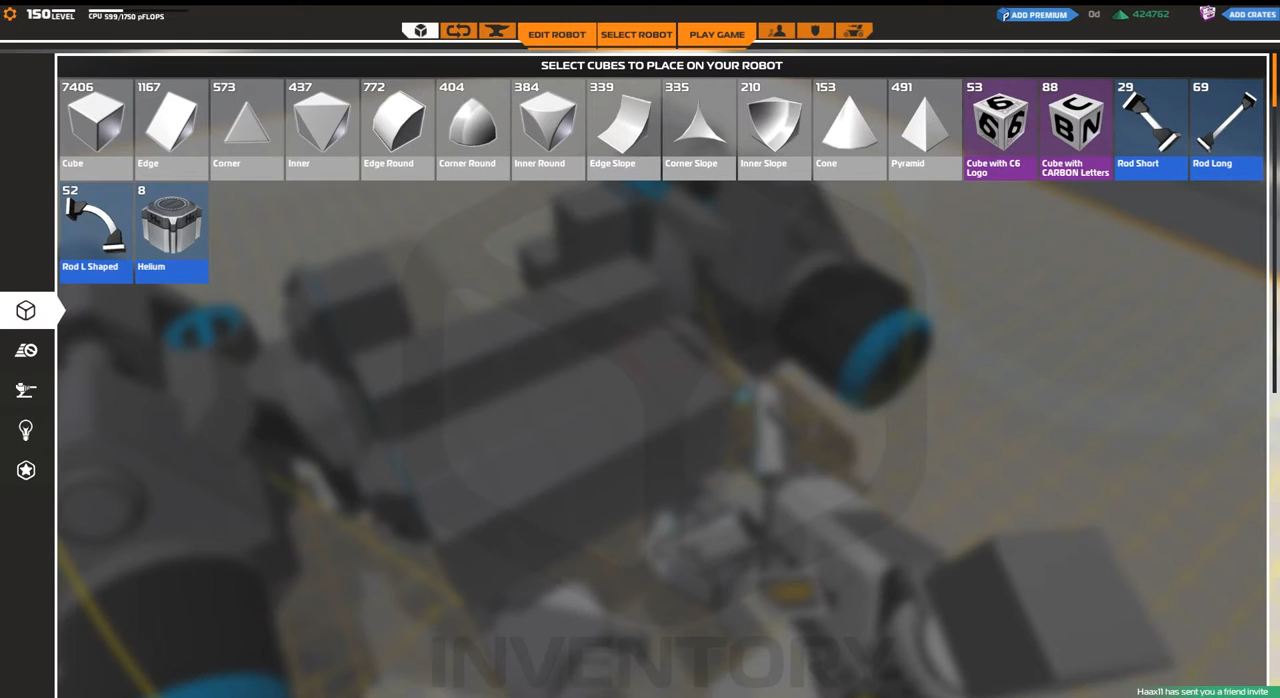 150 LEVEL CPU 599/1750 pFLOPS
ADD PREMIUM 0d 424762 ADD CRATES
EDIT ROBOT SELECT ROBOT PLAY GAME
SELECT CUBES TO PLACE ON YOUR ROBOT
7406 1167 573 437 772 404 384 339 335 210 153 491 53 88 29 69
6 6 6 C B N
Cube Edge Corner Inner Edge Round Corner Round Inner Round Edge Slope Corner Slope Inner Slope Cone Pyramid Cube with C6 Logo Cube with CARBON Letters Rod Short Rod Long
52 8
Rod L Shaped Helium
INVENTORY
Haax11 has sent you a friend invite